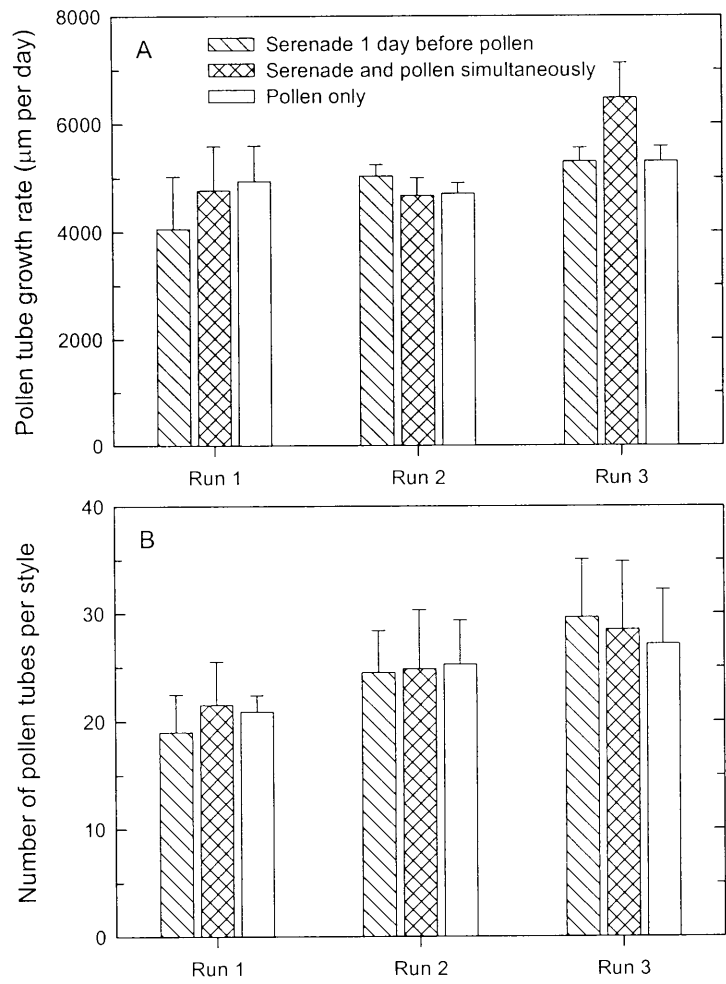 8000
A
Serenade 1 day before pollen
Serenade and pollen simultaneously
Pollen only
6000
4000
2000
0
Pollen tube growth rate (μm per day)
Run 1
Run 2
Run 3
40
B
30
20
10
0
Number of pollen tubes per style
Run 1
Run 2
Run 3